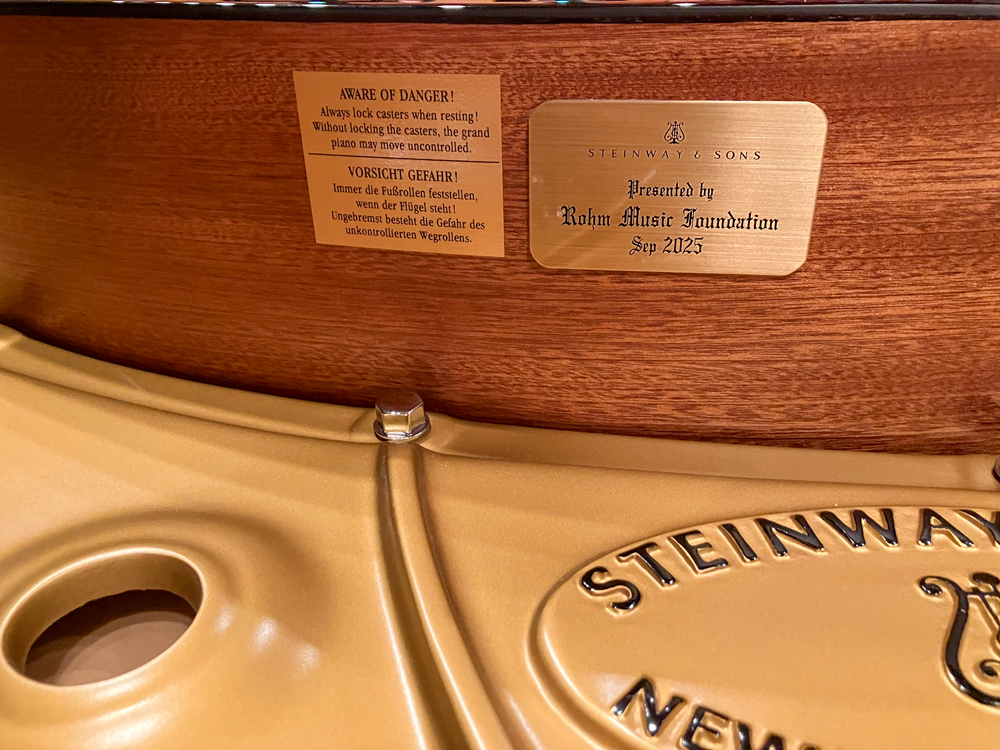 AWARE OF DANGER!
Always lock casters when resting!
Without locking the casters, the grand
piano may move uncontrolled.
VORSICHT GEFAHR!
Immer die Fußrollen feststellen,
wenn der Flügel steht!
Ungebremst besteht die Gefahr des
unkontrollierten Wegrollens.
STEINWAY & SONS
Presented by
Rohm Music Foundation
Sep 2025
STEINWAY
NEW